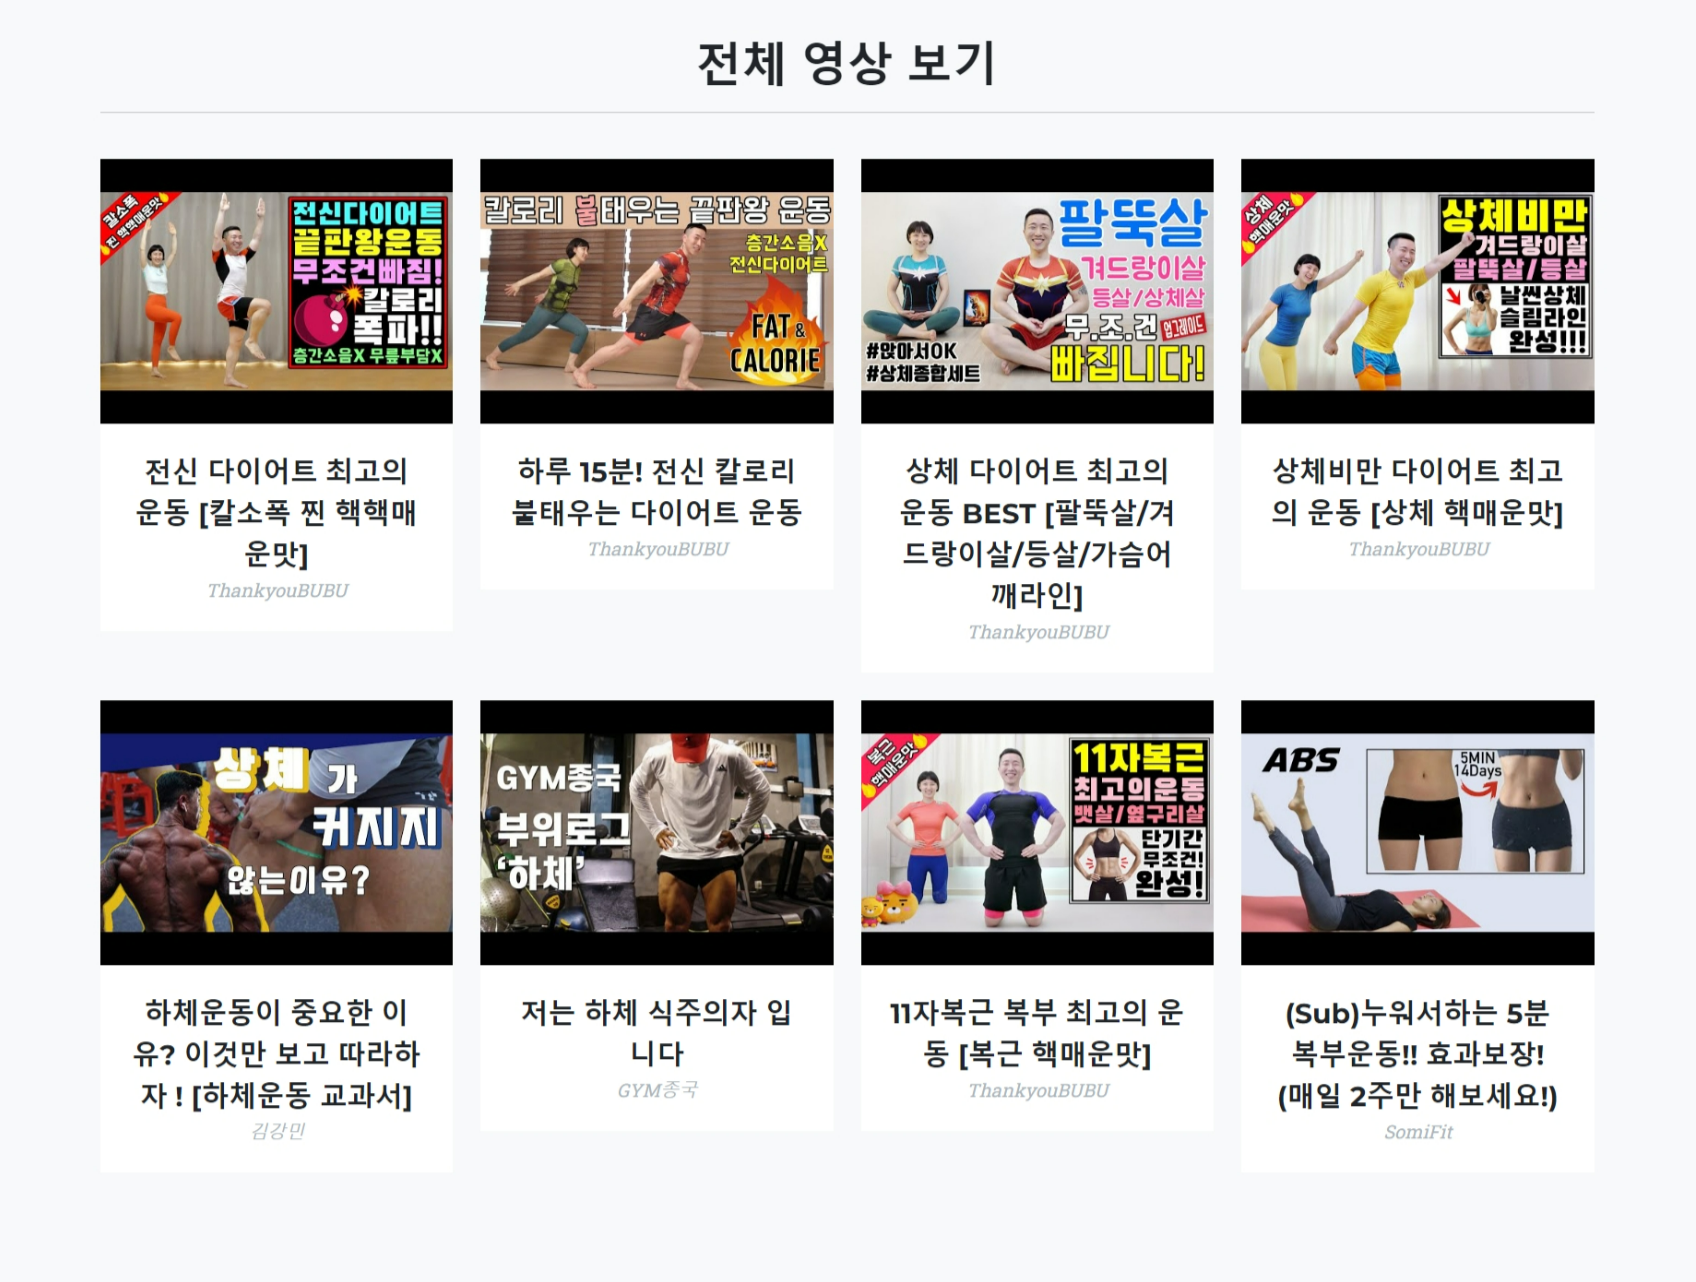 전체 영상 보기
칼소폭
찐 핵핵매운맛
전신다이어트
끝판왕운동
무조건빠짐!
칼로리
폭파!!
층간소음X 무릎부담X
전신 다이어트 최고의
운동 [칼소폭 찐 핵핵매
운맛]
ThankyouBUBU
칼로리 불태우는 끝판왕 운동
층간소음X
전신다이어트
FAT &
CALORIE
하루 15분! 전신 칼로리
불태우는 다이어트 운동
ThankyouBUBU
팔뚝살
겨드랑이살
등살/상체살
무.조.건 업그레이드
빠집니다!
#앉아서OK
#상체종합세트
상체 다이어트 최고의
운동 BEST [팔뚝살/겨
드랑이살/등살/가슴어
깨라인]
ThankyouBUBU
상체
핵매운맛
상체비만
겨드랑이살
팔뚝살/등살
날씬상체
슬림라인
완성!!!
상체비만 다이어트 최고
의 운동 [상체 핵매운맛]
ThankyouBUBU
상체가
커지지
않는이유?
하체운동이 중요한 이
유? 이것만 보고 따라하
자 ! [하체운동 교과서]
김강민
GYM종국
부위로그
‘하체’
저는 하체 식주의자 입
니다
GYM종국
복근
핵매운맛
11자복근
최고의운동
뱃살/옆구리살
단기간
무조건!
완성!
11자복근 복부 최고의 운
동 [복근 핵매운맛]
ThankyouBUBU
ABS
5MIN
14Days
(Sub)누워서하는 5분
복부운동!! 효과보장!
(매일 2주만 해보세요!)
SomiFit